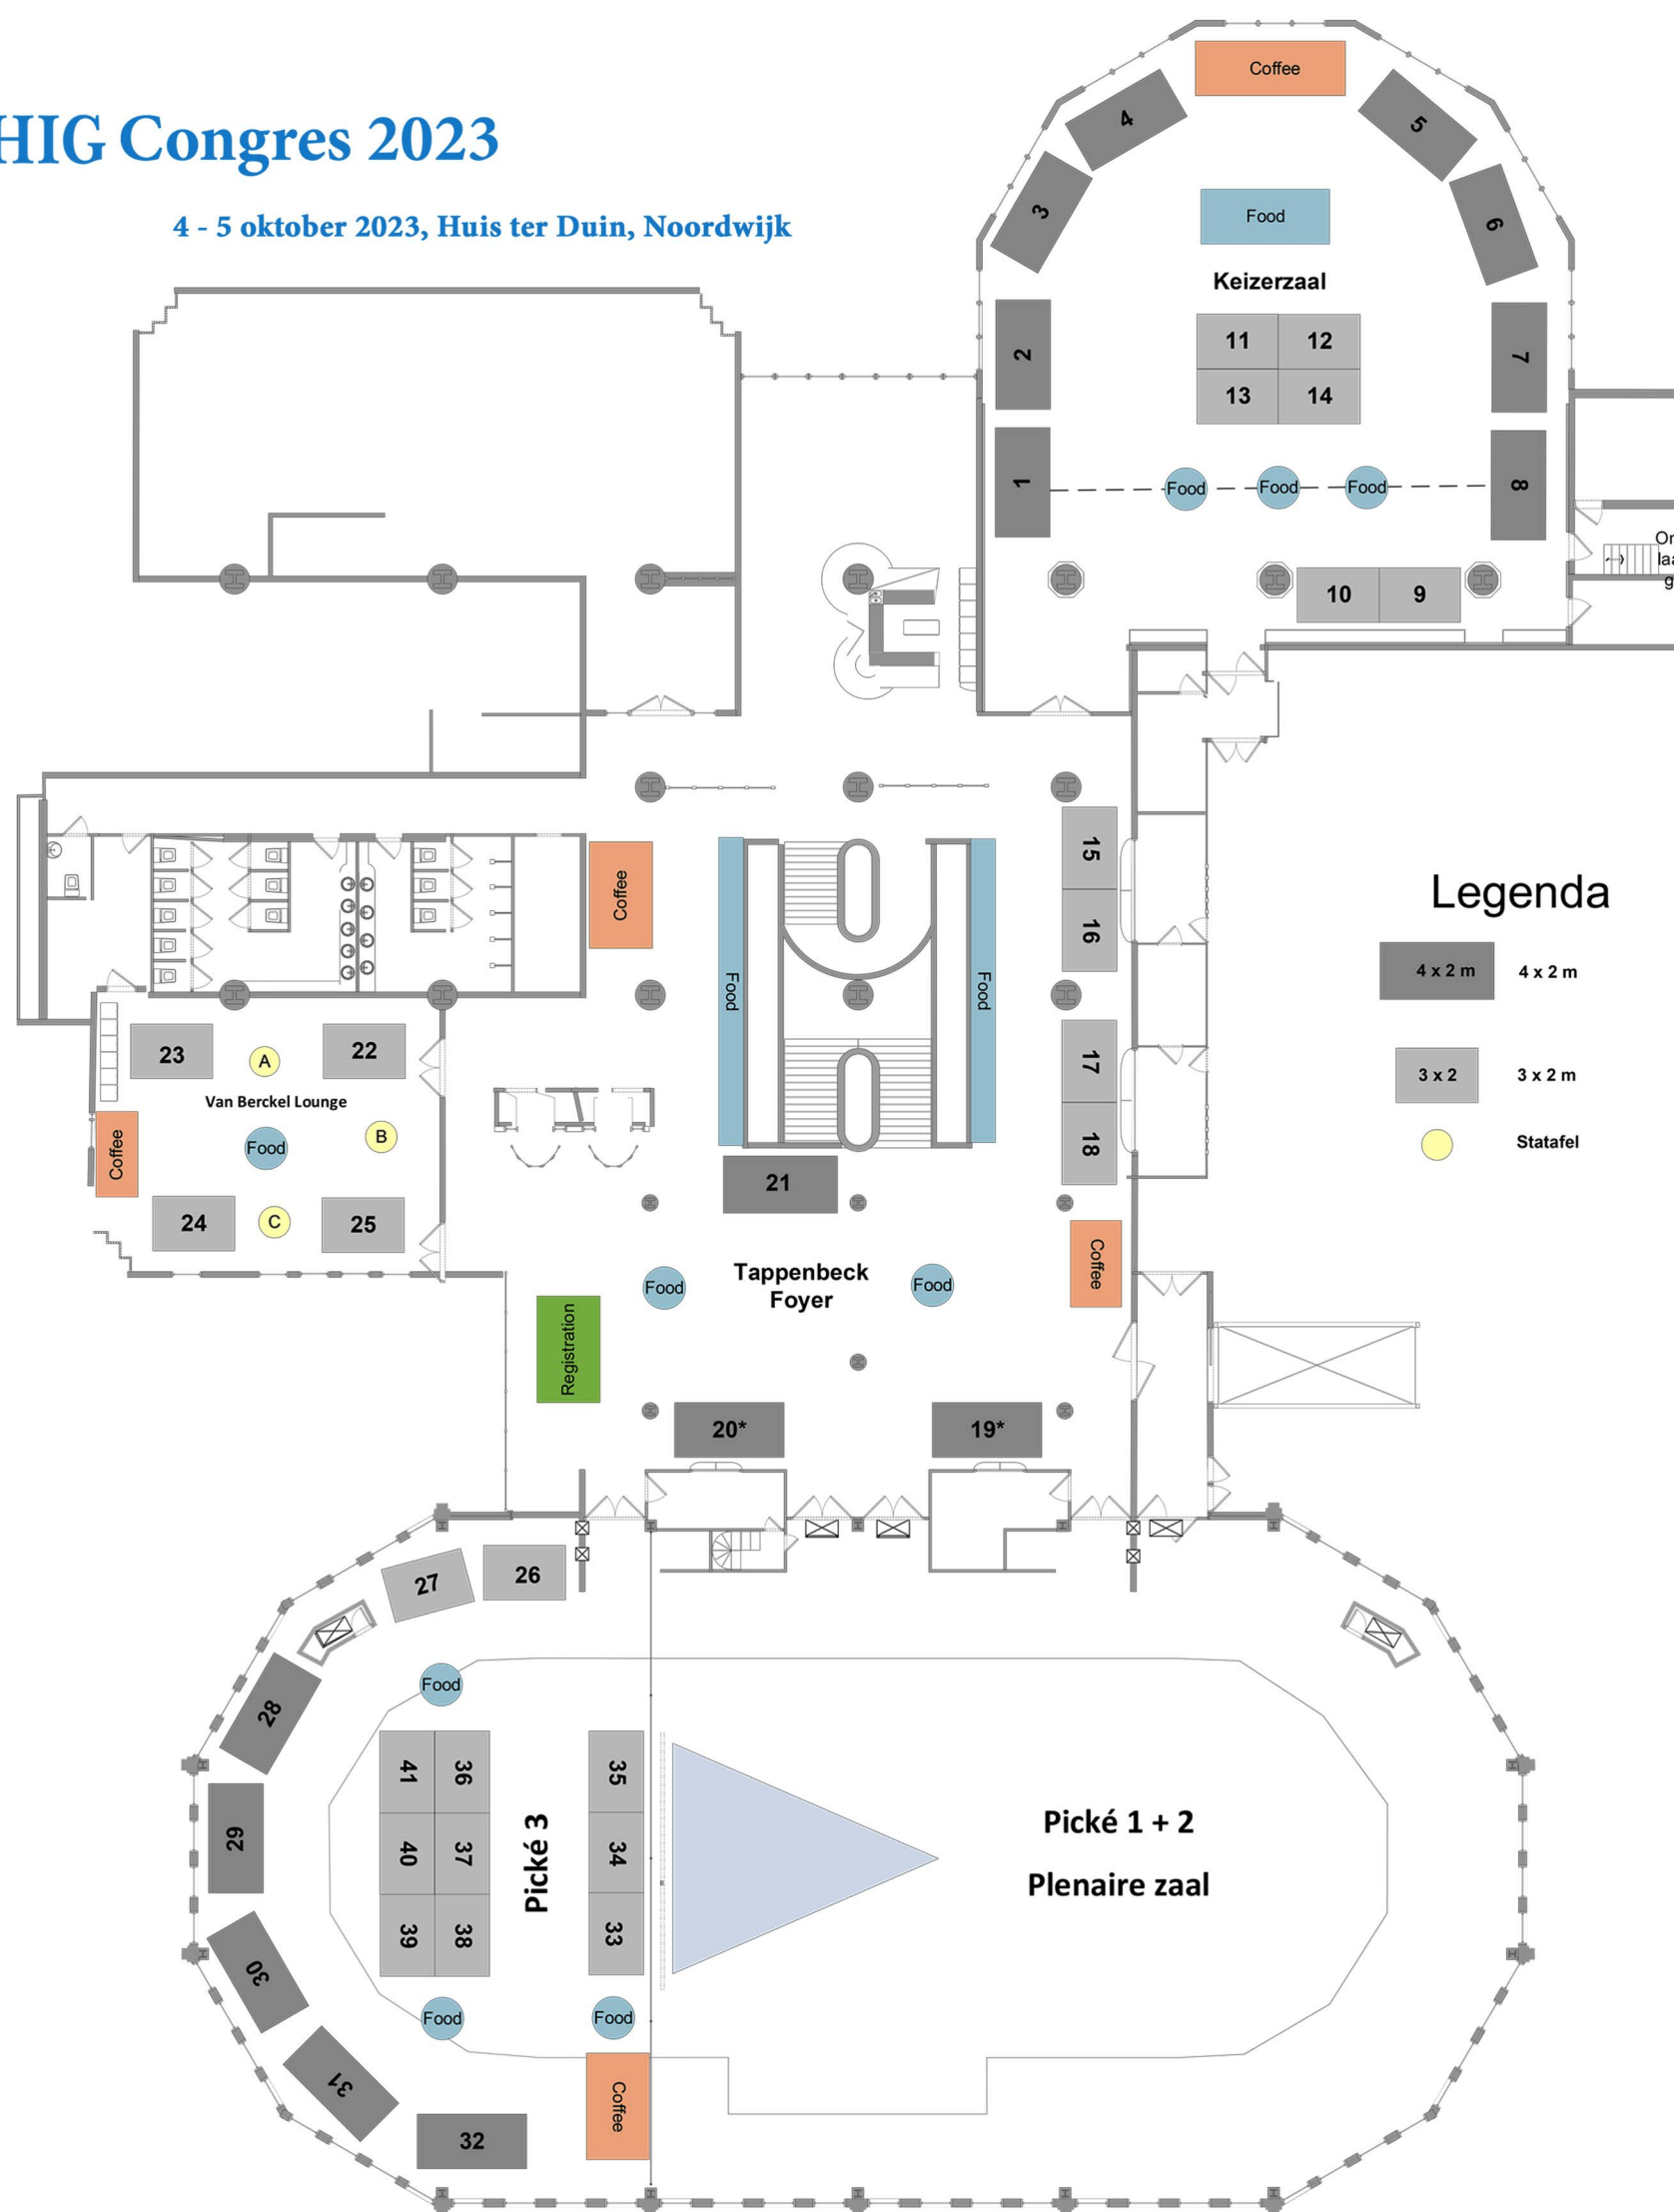 HIG Congres 2023
4 - 5 oktober 2023, Huis ter Duin, Noordwijk
Coffee
4
5
3
6
Food
Keizerzaal
2
11
12
7
13
14
1
Food
Food
Food
8
10
9
15
16
Coffee
Food
Food
17
18
Legenda
4 x 2 m
4 x 2 m
3 x 2
3 x 2 m
Statafel
23
A
22
Van Berckel Lounge
Coffee
Food
B
24
C
25
21
Tappenbeck
Foyer
Food
Food
Coffee
Registration
20*
19*
27
26
28
Food
41
36
35
29
40
37
Pické 3
34
39
38
33
30
Food
Food
31
32
Coffee
Pické 1 + 2
Plenaire zaal